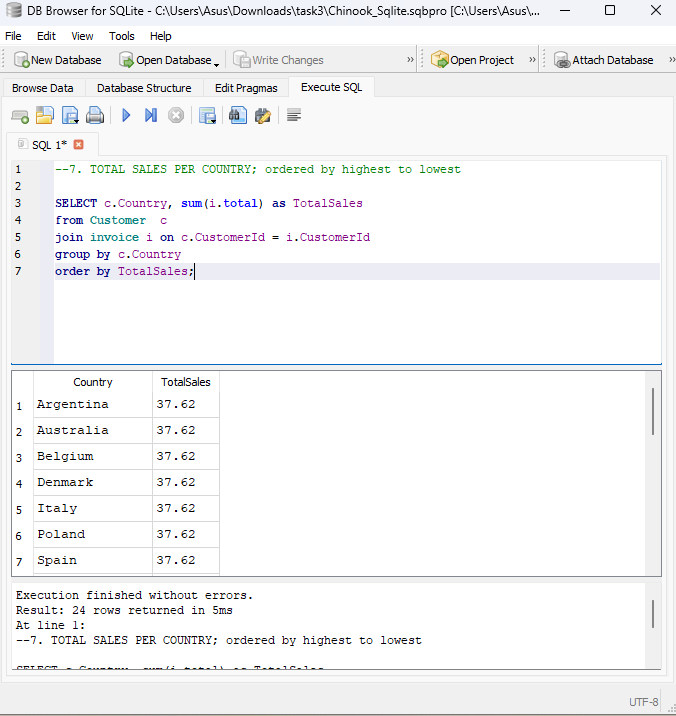 DB Browser for SQLite - C:\Users\Asus\Downloads\task3\Chinook_Sqlite.sqbpro [C:\Users\Asus\...
File Edit View Tools Help
New Database Open Database Write Changes » Open Project » Attach Database »
Browse Data Database Structure Edit Pragmas Execute SQL
SQL 1*
1 --7. TOTAL SALES PER COUNTRY; ordered by highest to lowest
2
3 SELECT c.Country, sum(i.total) as TotalSales
4 from Customer c
5 join invoice i on c.CustomerId = i.CustomerId
6 group by c.Country
7 order by TotalSales;
Country TotalSales
1 Argentina 37.62
2 Australia 37.62
3 Belgium 37.62
4 Denmark 37.62
5 Italy 37.62
6 Poland 37.62
7 Spain 37.62
Execution finished without errors.
Result: 24 rows returned in 5ms
At line 1:
--7. TOTAL SALES PER COUNTRY; ordered by highest to lowest
SELECT c.Country, sum(i.total) as TotalSales
UTF-8